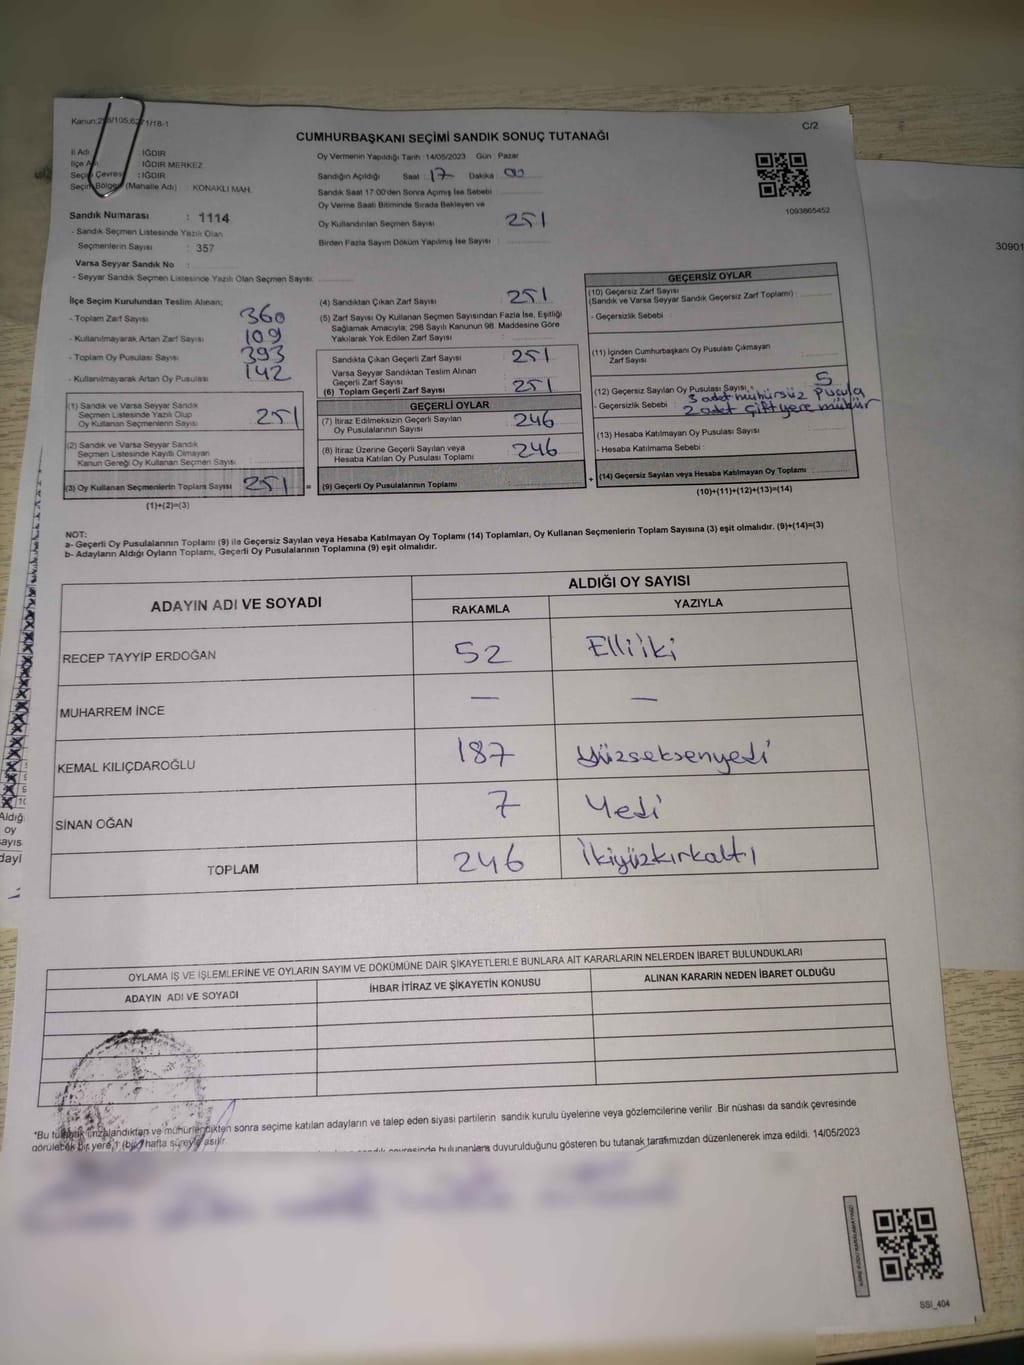 Kanun:298/105,6271/18-1
C/2
CUMHURBAŞKANI SEÇİMİ SANDIK SONUÇ TUTANAĞI
İl Adı : IĞDIR
İlçe Adı : IĞDIR MERKEZ
Seçim Çevresi : IĞDIR
Seçim Bölgesi (Mahalle Adı) : KONAKLI MAH.
Sandık Numarası : 1114
- Sandık Seçmen Listesinde Yazılı Olan
Seçmenlerin Sayısı : 357
Varsa Seyyar Sandık No :
- Seyyar Sandık Seçmen Listesinde Yazılı Olan Seçmen Sayısı:
Oy Vermenin Yapıldığı Tarih :14/05/2023 Gün : Pazar
Sandığın Açıldığı Saat : 17 Dakika : 00
Sandık Saat 17:00'den Sonra Açımış İse Sebebi :
Oy Verme Saati Bitiminde Sırada Bekleyen ve
Oy Kullandırılan Seçmen Sayısı : 251
Birden Fazla Sayım Döküm Yapılmış İse Sayısı :
1093865452
30901
İlçe Seçim Kurulundan Teslim Alınan;
- Toplam Zarf Sayısı 360
- Kullanılmayarak Artan Zarf Sayısı 109
- Toplam Oy Pusulası Sayısı 393
- Kullanılmayarak Artan Oy Pusulası 142
(1) Sandık ve Varsa Seyyar Sandık
Seçmen Listesinde Yazılı Olup
Oy Kullanan Seçmenlerin Sayısı 251
(2) Sandık ve Varsa Seyyar Sandık
Seçmen Listesinde Kayıtlı Olmayan
Kanun Gereği Oy Kullanan Seçmen Sayısı
(3) Oy Kullanan Seçmenlerin Toplam Sayısı 251 =
(1)+(2)=(3)
(4) Sandıktan Çıkan Zarf Sayısı 251
(5) Zarf Sayısı Oy Kullanan Seçmen Sayısından Fazla İse, Eşitliği
Sağlamak Amacıyla; 298 Sayılı Kanunun 98. Maddesine Göre
Yakılarak Yok Edilen Zarf Sayısı :
Sandıkta Çıkan Geçerli Zarf Sayısı 251
Varsa Seyyar Sandıktan Teslim Alınan
Geçerli Zarf Sayısı
(6) Toplam Geçerli Zarf Sayısı 251
GEÇERLİ OYLAR
(7) İtiraz Edilmeksizin Geçerli Sayılan
Oy Pusulalarının Sayısı 246
(8) İtiraz Üzerine Geçerli Sayılan veya
Hesaba Katılan Oy Pusulası Toplamı 246
(9) Geçerli Oy Pusulalarının Toplamı +
GEÇERSİZ OYLAR
(10) Geçersiz Zarf Sayısı
(Sandık ve Varsa Seyyar Sandık Geçersiz Zarf Toplamı) :
- Geçersizlik Sebebi :
(11) İçinden Cumhurbaşkanı Oy Pusulası Çıkmayan
Zarf Sayısı
(12) Geçersiz Sayılan Oy Pusulası Sayısı : 5
- Geçersizlik Sebebi : 3 adet mühürsüz Pusula
2 adet çift yere mühür
(13) Hesaba Katılmayan Oy Pusulası Sayısı :
- Hesaba Katılmama Sebebi :
(14) Geçersiz Sayılan veya Hesaba Katılmayan Oy Toplamı
(10)+(11)+(12)+(13)=(14)
NOT:
a- Geçerli Oy Pusulalarının Toplamı (9) ile Geçersiz Sayılan veya Hesaba Katılmayan Oy Toplamı (14) Toplamları, Oy Kullanan Seçmenlerin Toplam Sayısına (3) eşit olmalıdır. (9)+(14)=(3)
b- Adayların Aldığı Oyların Toplamı, Geçerli Oy Pusulalarının Toplamına (9) eşit olmalıdır.
ADAYIN ADI VE SOYADI
ALDIĞI OY SAYISI
RAKAMLA YAZIYLA
RECEP TAYYİP ERDOĞAN 52 Elliiki
MUHARREM İNCE — —
KEMAL KILIÇDAROĞLU 187 Yüzseksenyedi
SİNAN OĞAN 7 Yedi
TOPLAM 246 İkiyüzkırkaltı
Aldığ
oy
sayıs
dayi
OYLAMA İŞ VE İŞLEMLERİNE VE OYLARIN SAYIM VE DÖKÜMÜNE DAİR ŞİKAYETLERLE BUNLARA AİT KARARLARIN NELERDEN İBARET BULUNDUKLARI
ADAYIN ADI VE SOYADI İHBAR İTİRAZ VE ŞİKAYETİN KONUSU ALINAN KARARIN NEDEN İBARET OLDUĞU
*Bu tutanak imzalandıktan ve mühürlendikten sonra seçime katılan adayların ve talep eden siyasi partilerin sandık kurulu üyelerine veya gözlemcilerine verilir .Bir nüshası da sandık çevresinde
görülebilecek bir yere 1 (bir) hafta süreyle asılır.
sandık çevresinde bulunanlara duyurulduğunu gösteren bu tutanak tarafımızdan düzenlenerek imza edildi. 14/05/2023
SSI_404